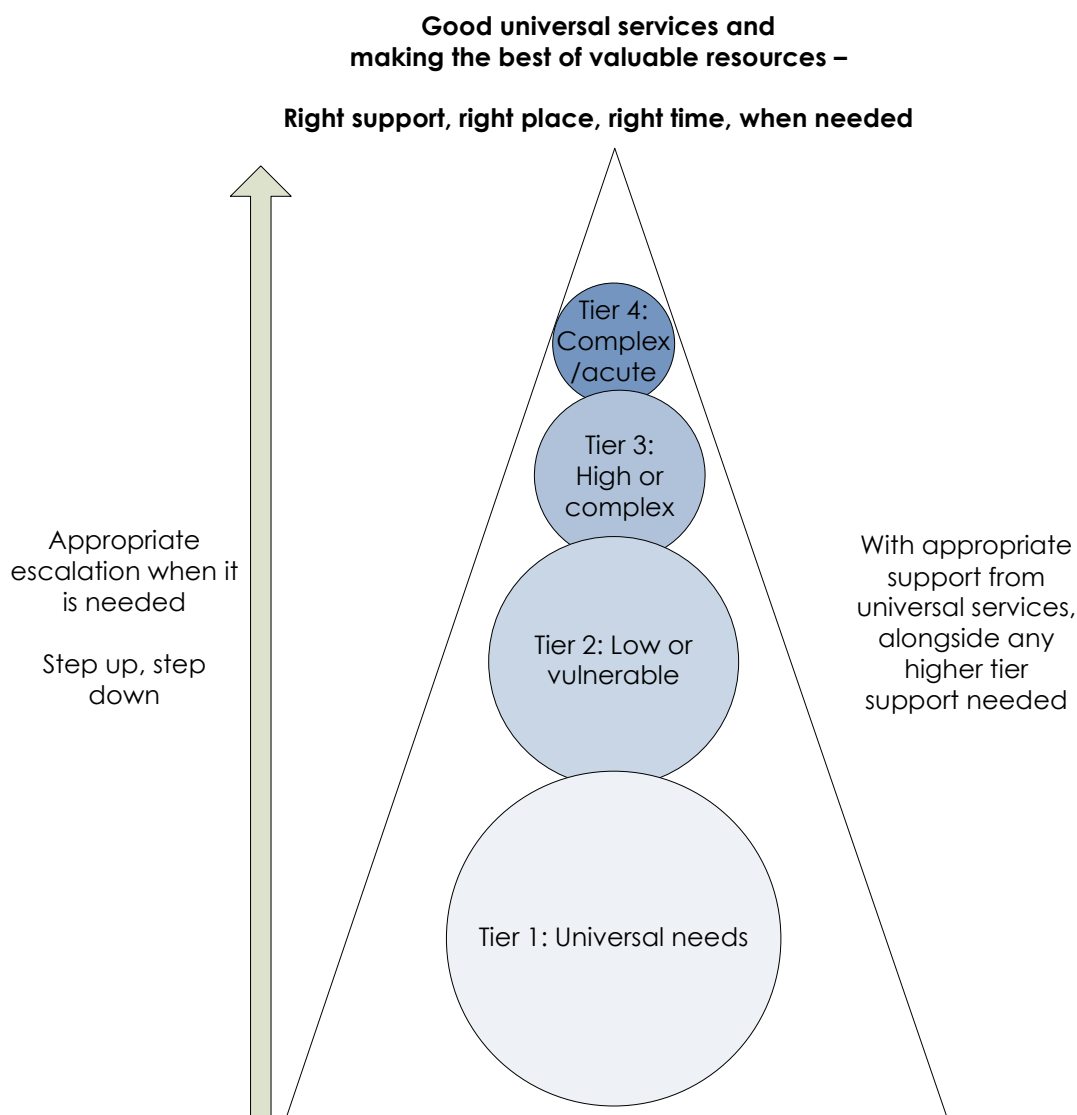 Good universal services and
making the best of valuable resources –
Right support, right place, right time, when needed
Tier 4:
Complex
/acute
Tier 3:
High or
complex
Appropriate
escalation when it
is needed
Step up, step
down
With appropriate
support from
universal services,
alongside any
higher tier
support needed
Tier 2: Low or
vulnerable
Tier 1: Universal needs